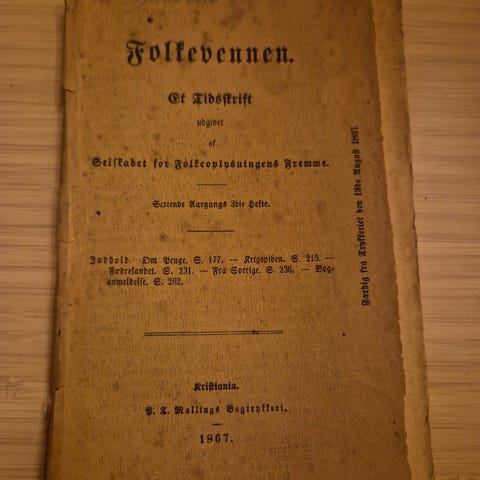 Folkevennen.
Et Tidsskrift
udgivet
af
Selskabet for Folkeoplysningens Fremme.
Sextende Aargangs 3die Hefte.
Indhold. Om Penge. S. 177. — Krigspiben. S. 215. —
Fædrelandet. S. 231. — Fra Sverige. S. 236. — Bog-
anmeldelse. S. 262.
Kristiania.
P. T. Mallings Bogtrykkeri.
1867.
Færdig fra Trykkeriet den 13de August 1867.